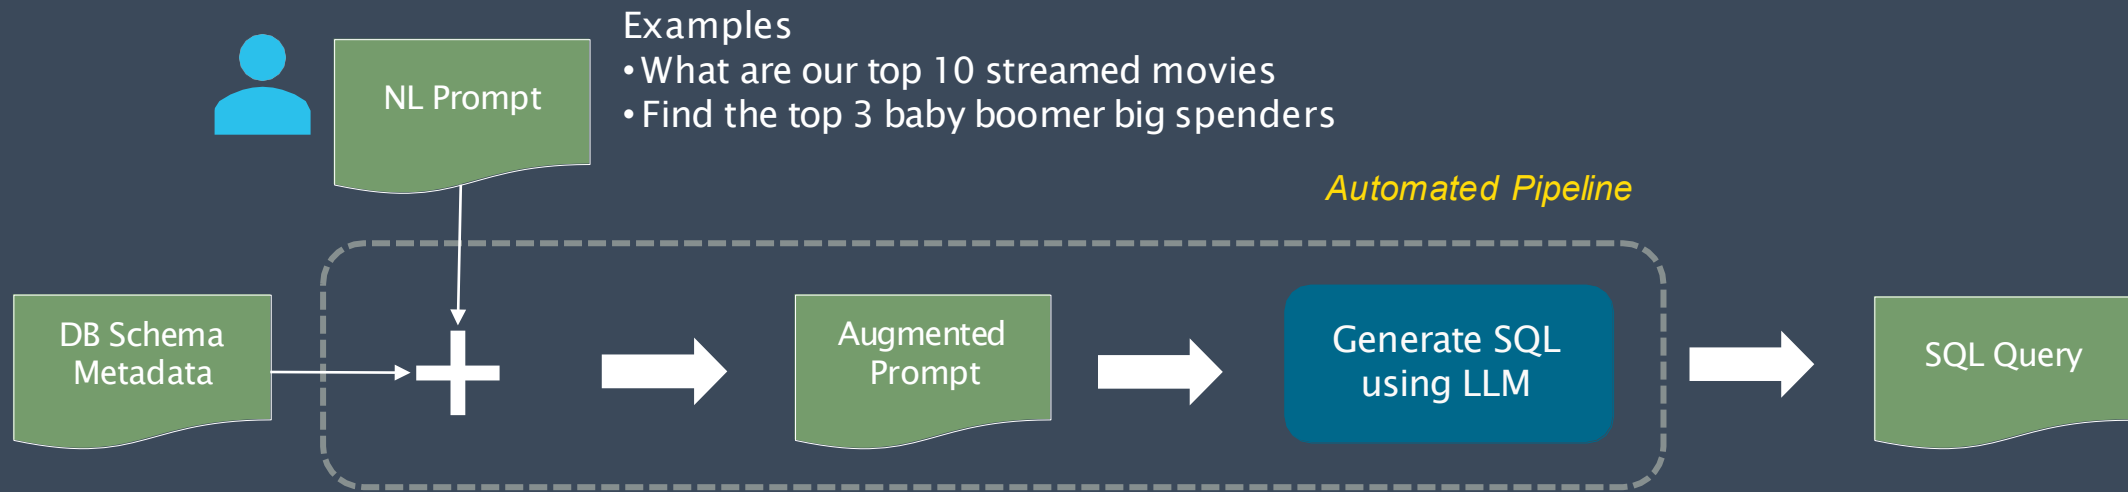 Examples
• What are our top 10 streamed movies
• Find the top 3 baby boomer big spenders
NL Prompt
Automated Pipeline
DB Schema
Metadata
Augmented
Prompt
Generate SQL
using LLM
SQL Query